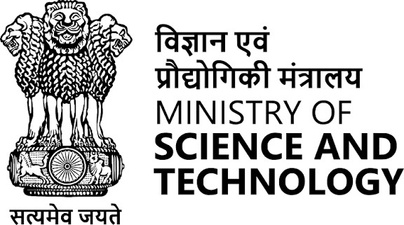 विज्ञान एवं
प्रौद्योगिकी मंत्रालय
MINISTRY OF
SCIENCE AND
TECHNOLOGY
सत्यमेव जयते